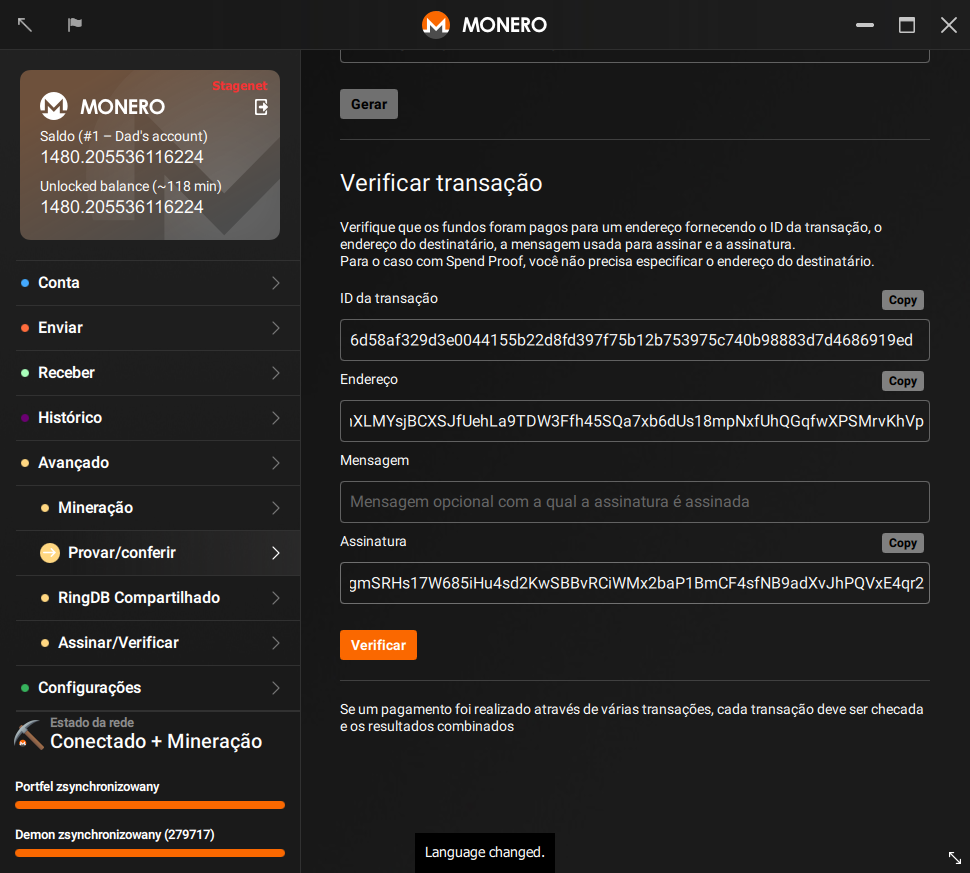 MONERO
Stagenet
MONERO
Saldo (#1 – Dad's account)
1480.205536116224
Unlocked balance (~118 min)
1480.205536116224
Conta
Enviar
Receber
Histórico
Avançado
Mineração
Provar/conferir
RingDB Compartilhado
Assinar/Verificar
Configurações
Estado da rede
Conectado + Mineração
Portfel zsynchronizowany
Demon zsynchronizowany (279717)
Gerar
Verificar transação
Verifique que os fundos foram pagos para um endereço fornecendo o ID da transação, o
endereço do destinatário, a mensagem usada para assinar e a assinatura.
Para o caso com Spend Proof, você não precisa especificar o endereço do destinatário.
ID da transação
Copy
6d58af329d3e0044155b22d8fd397f75b12b753975c740b98883d7d4686919ed
Endereço
Copy
XLMYsjBCXSJfUehLa9TDW3Ffh45SQa7xb6dUs18mpNxfUhQGqfwXPSMrvKhVp
Mensagem
Mensagem opcional com a qual a assinatura é assinada
Assinatura
Copy
gmSRHs17W685iHu4sd2KwSBBvRCiWMx2baP1BmCF4sfNB9adXvJhPQVxE4qr2
Verificar
Se um pagamento foi realizado através de várias transações, cada transação deve ser checada
e os resultados combinados
Language changed.